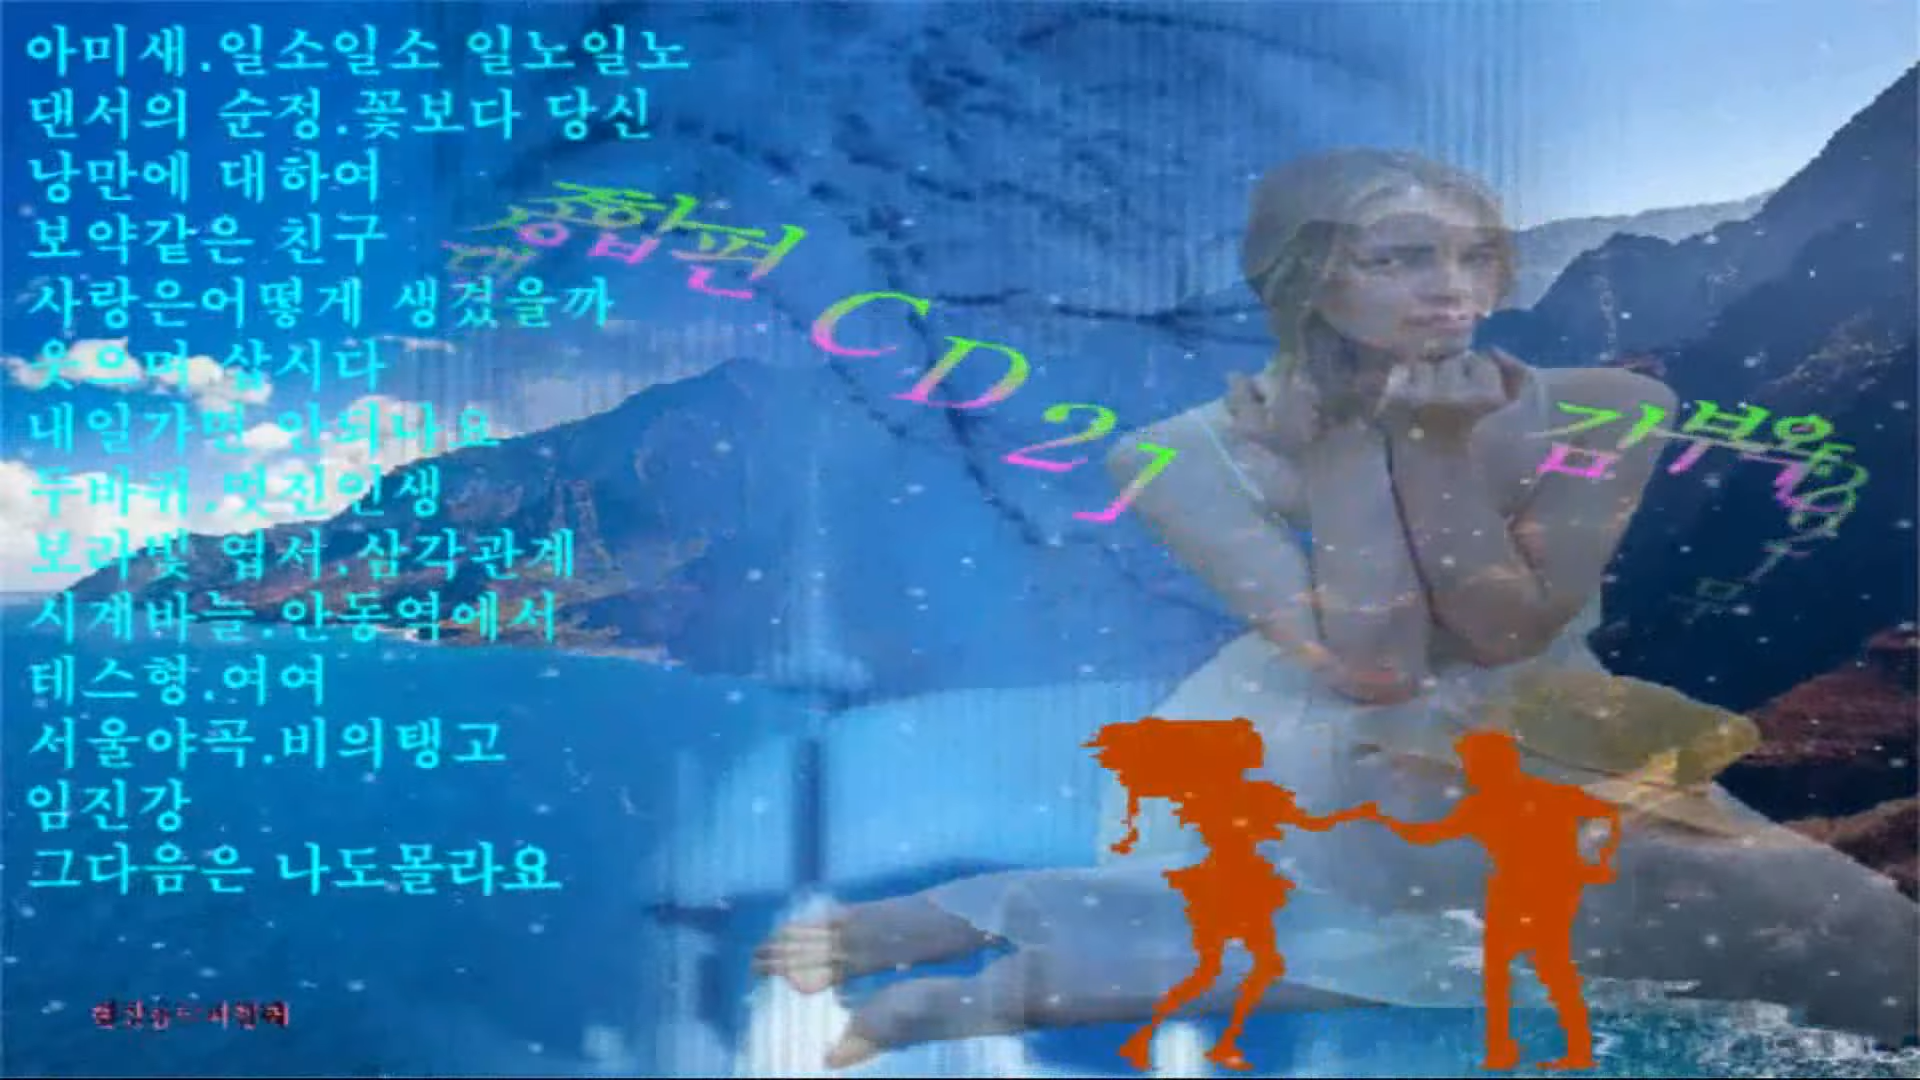 아미새.일소일소 일노일노
댄서의 순정.꽃보다 당신
낭만에 대하여
보약같은 친구
사랑은어떻게 생겼을까
웃으며 삽시다
내일가면 안되나요
두바퀴.멋진인생
보라빛 엽서.삼각관계
시계바늘.안동역에서
테스형.여여
서울야곡.비의탱고
임진강
그다음은 나도몰라요
종합편 CD2]
김부옥